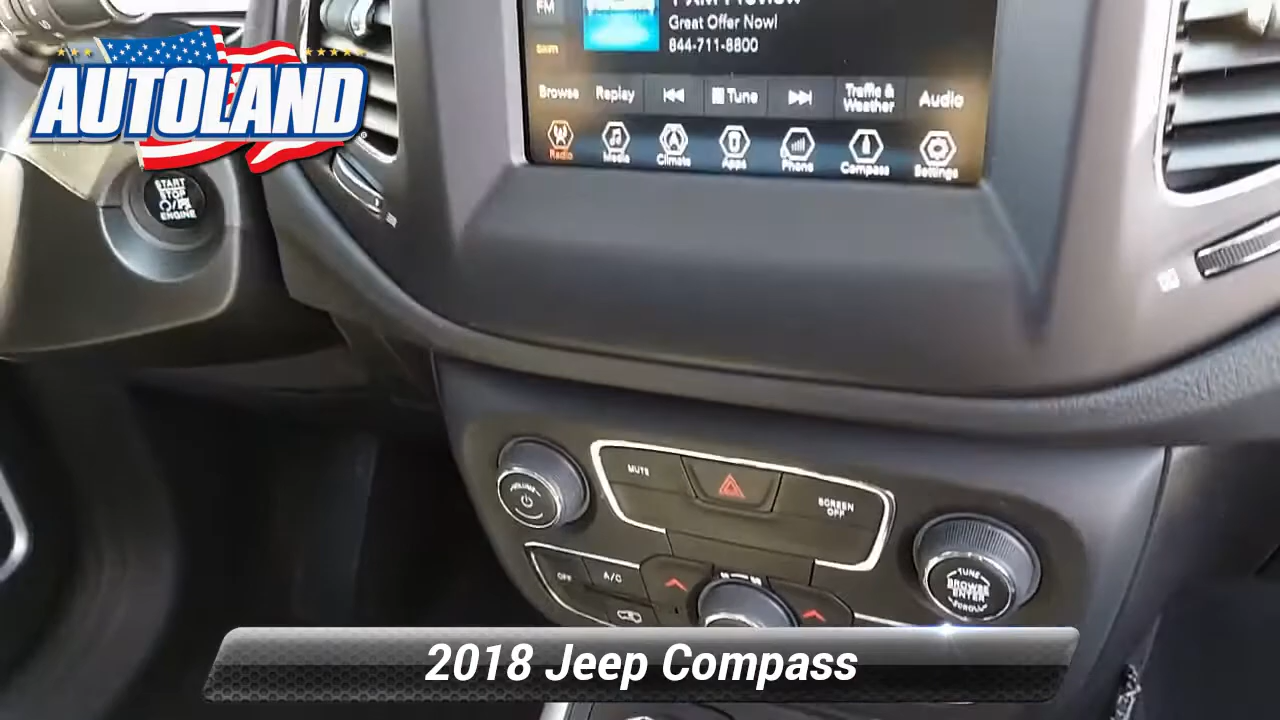 FM
Great Offer Now!
844-711-8800
Browse Replay Tune Traffic & Weather Audio
Radio Media Climate Apps Phone Compass Settings
AUTOLAND
START
STOP
ENGINE
MUTE
SCREEN
OFF
VOLUME
TUNE
BROWSE
ENTER
SCROLL
OFF
A/C
2018 Jeep Compass